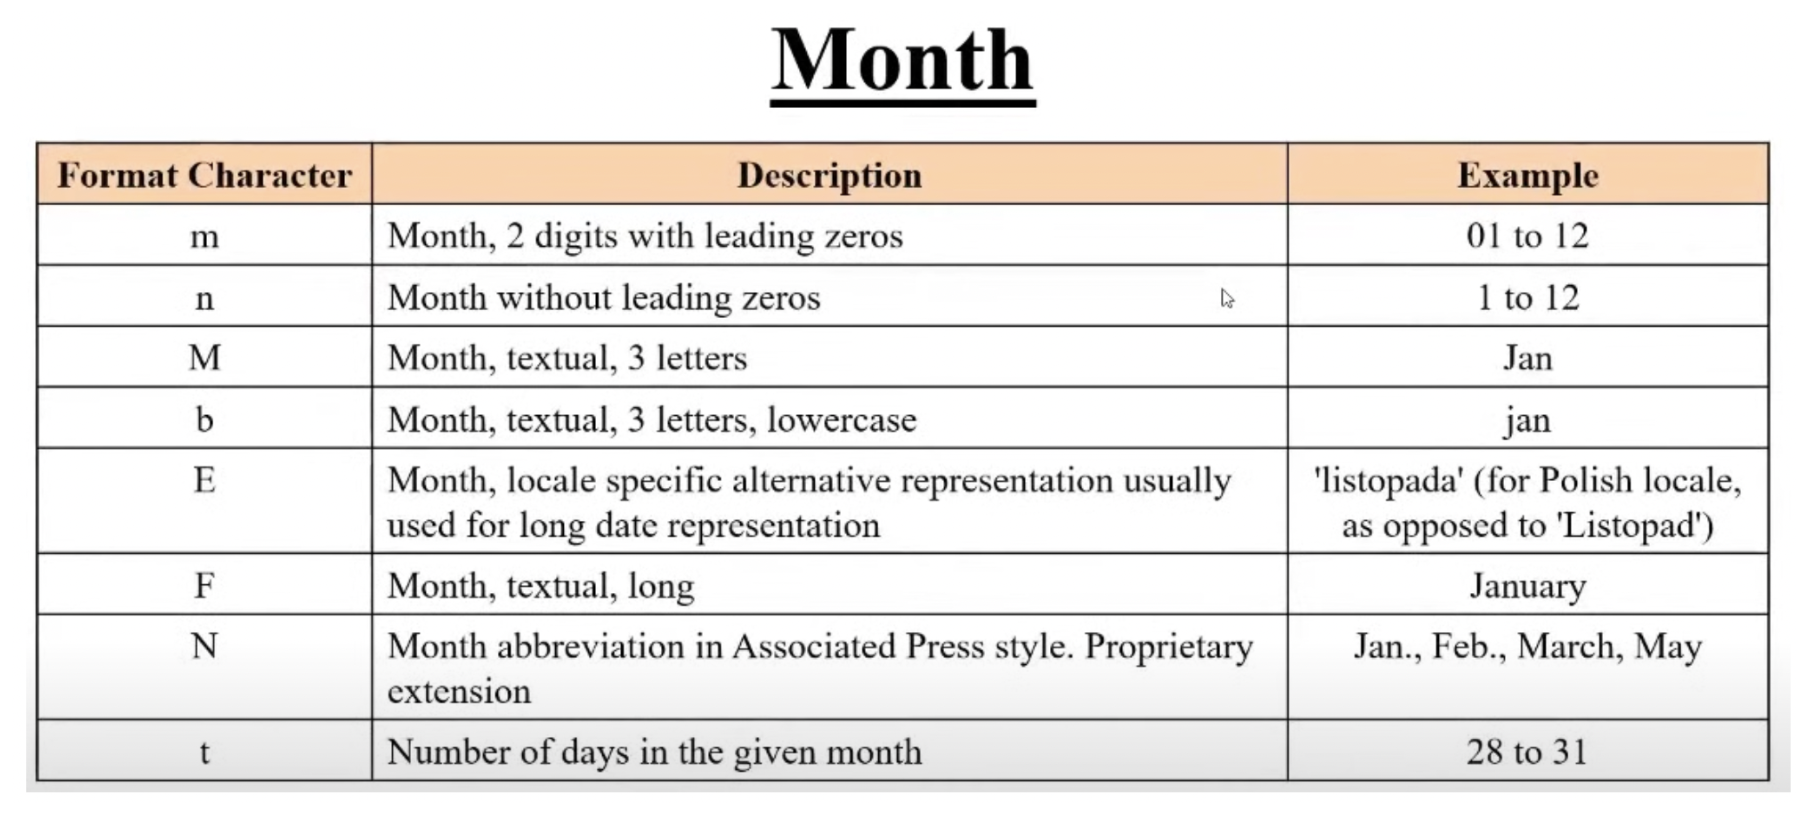 Month
Format Character Description Example
m Month, 2 digits with leading zeros 01 to 12
n Month without leading zeros 1 to 12
M Month, textual, 3 letters Jan
b Month, textual, 3 letters, lowercase jan
E Month, locale specific alternative representation usually 'listopada' (for Polish locale,
used for long date representation as opposed to 'Listopad')
F Month, textual, long January
N Month abbreviation in Associated Press style. Proprietary Jan., Feb., March, May
extension
t Number of days in the given month 28 to 31